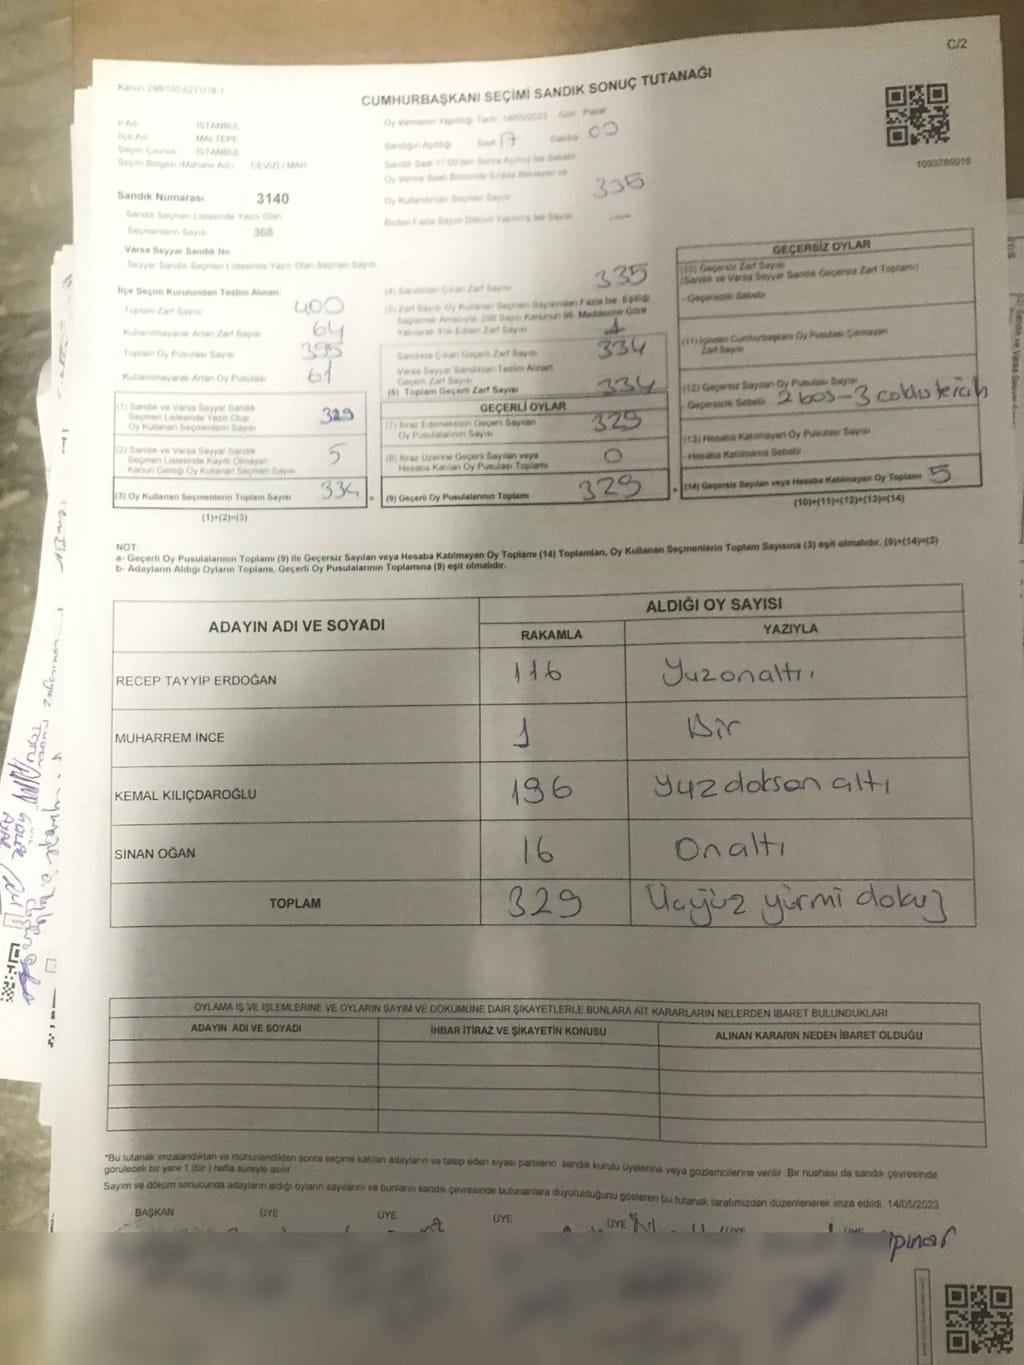 C/2
Kanun 298/105 6271/18-1
CUMHURBAŞKANI SEÇİMİ SANDIK SONUÇ TUTANAĞI
1093785016
İl Adı İSTANBUL
İlçe Adı MALTEPE
Seçim Çevresi İSTANBUL
Seçim Bölgesi (Mahalle Adı) CEVİZLİ MAH
Sandık Numarası 3140
Sandık Seçmen Listesinde Yazılı Olan
Seçmenlerin Sayısı 368
Varsa Seyyar Sandık No
Seyyar Sandık Seçmen Listesinde Yazılı Olan Seçmen Sayısı
Oy Vermenin Yapıldığı Tarih 14/05/2023 Gün Pazar
Sandığın Açıldığı Saat 17 Dakika 00
Sandık Saat 17:00'den Sonra Açılmış İse Sebebi
Oy Verme Saati Bitiminde Sırada Bekleyen ve
Oy Kullandırılan Seçmen Sayısı 335
Birden Fazla Sayım Döküm Yapılmış İse Sayısı —
İlçe Seçim Kurulundan Teslim Alınan:
Toplam Zarf Sayısı 400
Kullanılmayarak Artan Zarf Sayısı 64
Toplam Oy Pusulası Sayısı 395
Kullanılmayarak Artan Oy Pusulası 61
(1) Sandık ve Varsa Seyyar Sandık
Seçmen Listesinde Yazılı Olup
Oy Kullanan Seçmenlerin Sayısı 329
(2) Sandık ve Varsa Seyyar Sandık
Seçmen Listesinde Kayıtlı Olmayan
Kanun Gereği Oy Kullanan Seçmen Sayısı 5
(3) Oy Kullanan Seçmenlerin Toplam Sayısı 334 =
(1)+(2)=(3)
(4) Sandıktan Çıkan Zarf Sayısı 335
(5) Zarf Sayısı Oy Kullanan Seçmen Sayısından Fazla İse, Eşitliği
Sağlamak Amacıyla, 298 Sayılı Kanunun 98. Maddesine Göre
Yakılarak Yok Edilen Zarf Sayısı 1
Sandıkta Çıkan Geçerli Zarf Sayısı 334
Varsa Seyyar Sandıktan Teslim Alınan
Geçerli Zarf Sayısı
(6) Toplam Geçerli Zarf Sayısı 334
GEÇERLİ OYLAR
(7) İtiraz Edilmeksizin Geçerli Sayılan
Oy Pusulalarının Sayısı 329
(8) İtiraz Üzerine Geçerli Sayılan veya
Hesaba Katılan Oy Pusulası Toplamı 0
(9) Geçerli Oy Pusulalarının Toplamı 329 +
GEÇERSİZ OYLAR
(10) Geçersiz Zarf Sayısı
(Sandık ve Varsa Seyyar Sandık Geçersiz Zarf Toplamı)
- Geçersizlik Sebebi
(11) İçinden Cumhurbaşkanı Oy Pusulası Çıkmayan
Zarf Sayısı
(12) Geçersiz Sayılan Oy Pusulası Sayısı
- Geçersizlik Sebebi 2 bos-3 coklu tercih
(13) Hesaba Katılmayan Oy Pusulası Sayısı
- Hesaba Katılmama Sebebi
(14) Geçersiz Sayılan veya Hesaba Katılmayan Oy Toplamı 5
(10)+(11)+(12)+(13)=(14)
NOT:
a- Geçerli Oy Pusulalarının Toplamı (9) ile Geçersiz Sayılan veya Hesaba Katılmayan Oy Toplamı (14) Toplamları, Oy Kullanan Seçmenlerin Toplam Sayısına (3) eşit olmalıdır. (9)+(14)=(3)
b- Adayların Aldığı Oyların Toplamı, Geçerli Oy Pusulalarının Toplamına (9) eşit olmalıdır.
ADAYIN ADI VE SOYADI
ALDIĞI OY SAYISI
RAKAMLA YAZIYLA
RECEP TAYYİP ERDOĞAN 116 Yuzonaltı
MUHARREM İNCE 1 Bir
KEMAL KILIÇDAROĞLU 196 Yuzdoksan altı
SİNAN OĞAN 16 Onaltı
TOPLAM 329 Üçyüz yirmi dokuz
OYLAMA İŞ VE İŞLEMLERİNE VE OYLARIN SAYIM VE DÖKÜMÜNE DAİR ŞİKAYETLERLE BUNLARA AİT KARARLARIN NELERDEN İBARET BULUNDUKLARI
ADAYIN ADI VE SOYADI İHBAR İTİRAZ VE ŞİKAYETİN KONUSU ALINAN KARARIN NEDEN İBARET OLDUĞU
*Bu tutanak imzalandıktan ve mühürlendikten sonra seçime katılan adayların ve talep eden siyasi partilerin sandık kurulu üyelerine veya gözlemcilerine verilir. Bir nüshası da sandık çevresinde
görülecek bir yere 1 (bir) hafta süreyle asılır.
Sayım ve döküm sonucunda adayların aldığı oyların sayılarını ve bunların sandık çevresinde bulunanlara duyurulduğunu gösteren bu tutanak tarafımızdan düzenlenerek imza edildi. 14/05/2023
BAŞKAN ÜYE ÜYE ÜYE ÜYE ÜYE ÜYE